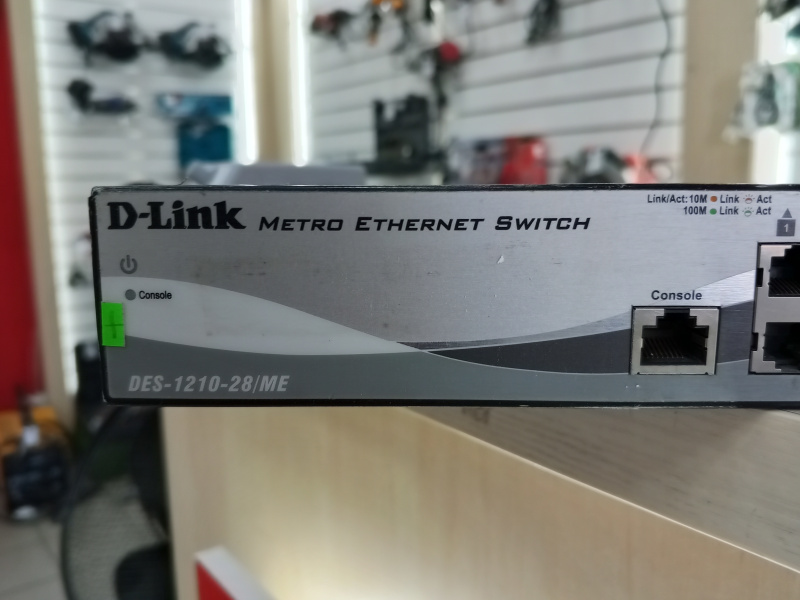 D-Link METRO ETHERNET SWITCH
Link/Act: 10M Link Act
100M Link Act
1
Console
Console
DES-1210-28/ME